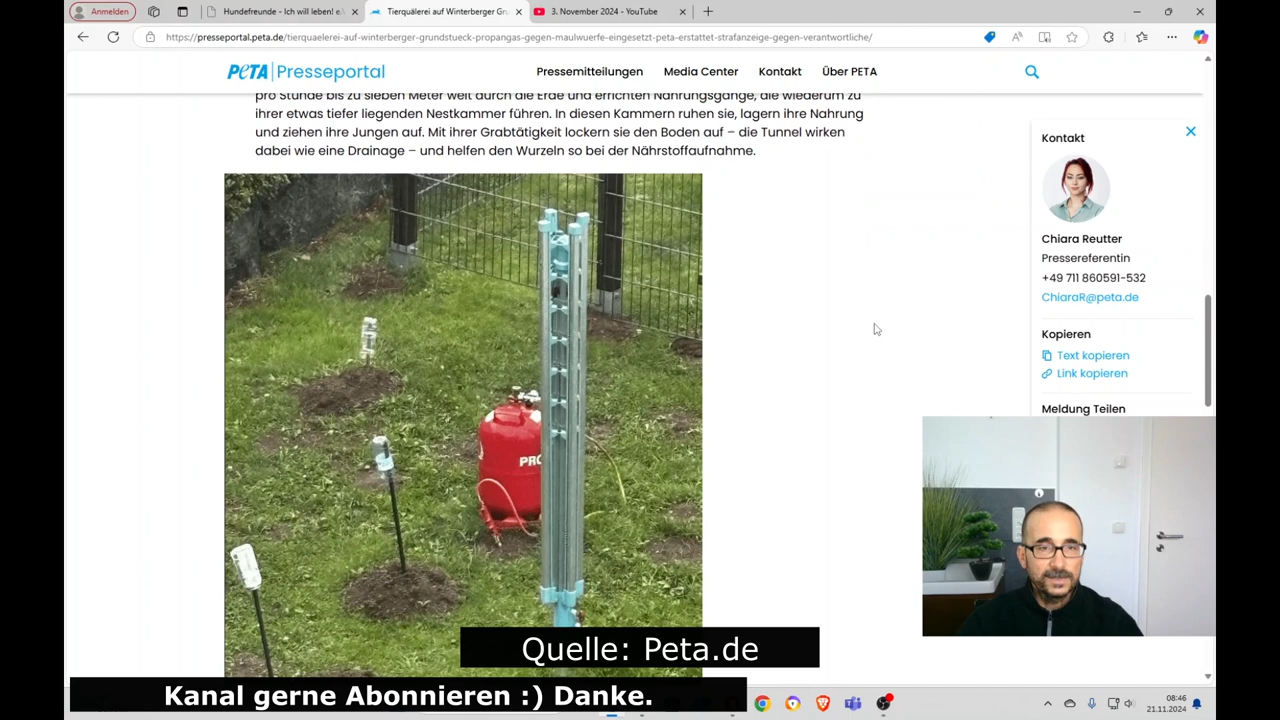 Anmelden
Hundefreunde - Ich will leben! e.V
Tierquälerei auf Winterberger Gru
3. November 2024 - YouTube
https://presseportal.peta.de/tierquaelerei-auf-winterberger-grundstueck-propangas-gegen-maulwuerfe-eingesetzt-peta-erstattet-strafanzeige-gegen-verantwortliche/
PETA Presseportal
Pressemitteilungen Media Center Kontakt Über PETA
pro Stunde bis zu sieben Meter weit durch die Erde und errichten Nahrungsgänge, die wiederum zu
ihrer etwas tiefer liegenden Nestkammer führen. In diesen Kammern ruhen sie, lagern ihre Nahrung
und ziehen ihre Jungen auf. Mit ihrer Grabtätigkeit lockern sie den Boden auf – die Tunnel wirken
dabei wie eine Drainage – und helfen den Wurzeln so bei der Nährstoffaufnahme.
Kontakt
Chiara Reutter
Pressereferentin
+49 711 860591-532
ChiaraR@peta.de
Kopieren
Text kopieren
Link kopieren
Meldung Teilen
PRO
Quelle: Peta.de
Kanal gerne Abonnieren :) Danke.
08:46
21.11.2024